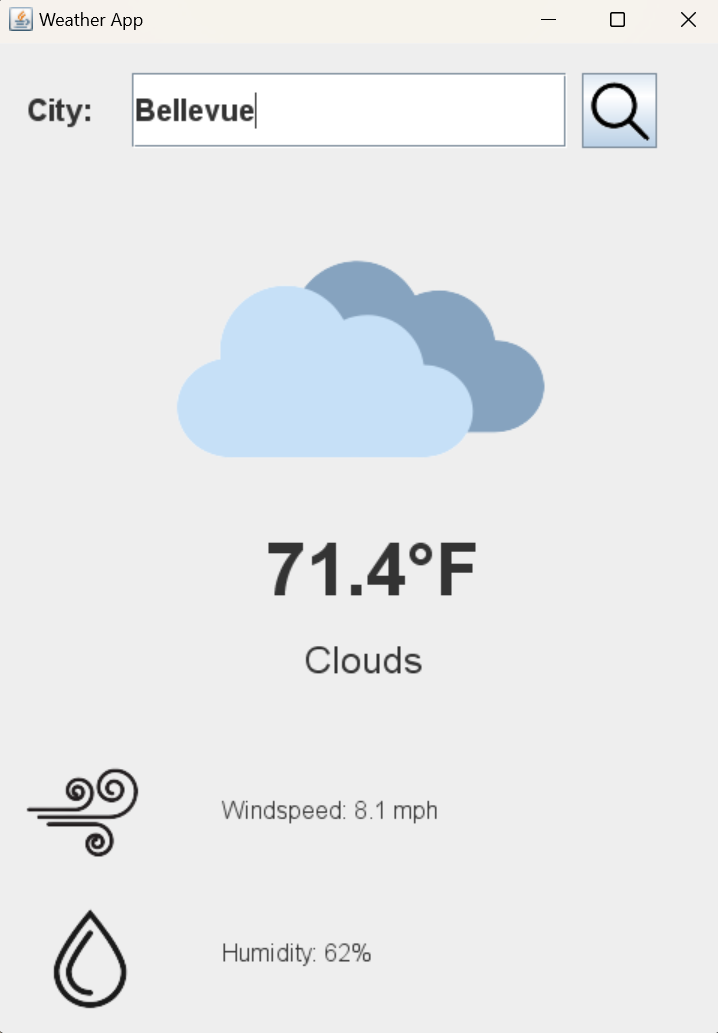 Weather App
City: Bellevue
71.4°F
Clouds
Windspeed: 8.1 mph
Humidity: 62%